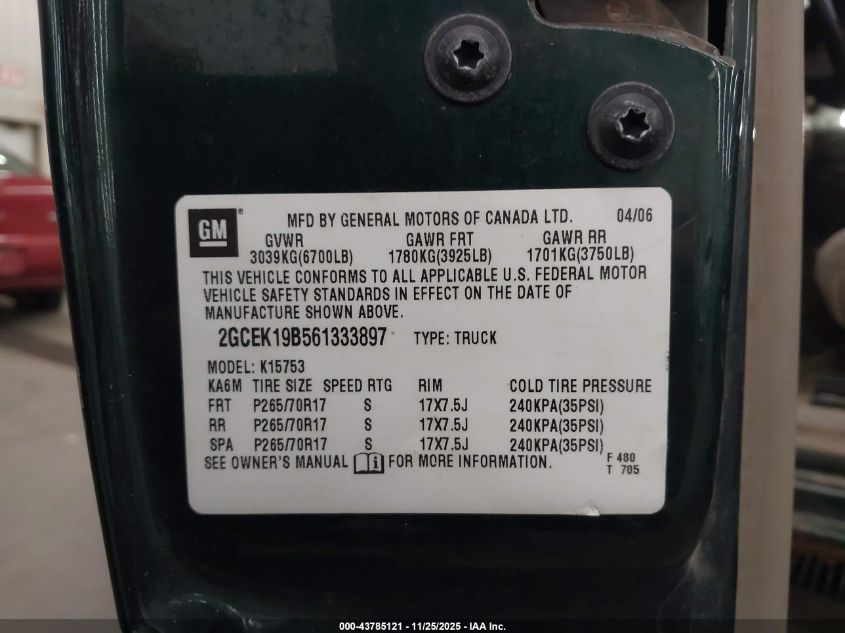 GM ® MFD BY GENERAL MOTORS OF CANADA LTD. 04/06
GVWR GAWR FRT GAWR RR
3039KG(6700LB) 1780KG(3925LB) 1701KG(3750LB)
THIS VEHICLE CONFORMS TO ALL APPLICABLE U.S. FEDERAL MOTOR
VEHICLE SAFETY STANDARDS IN EFFECT ON THE DATE OF
MANUFACTURE SHOWN ABOVE.
2GCEK19B561333897 TYPE: TRUCK
MODEL: K15753
KA6M TIRE SIZE SPEED RTG RIM COLD TIRE PRESSURE
FRT P265/70R17 S 17X7.5J 240KPA(35PSI)
RR P265/70R17 S 17X7.5J 240KPA(35PSI)
SPA P265/70R17 S 17X7.5J 240KPA(35PSI)
SEE OWNER'S MANUAL FOR MORE INFORMATION. F 480
T 705
000-43785121 - 11/25/2025 - IAA Inc.